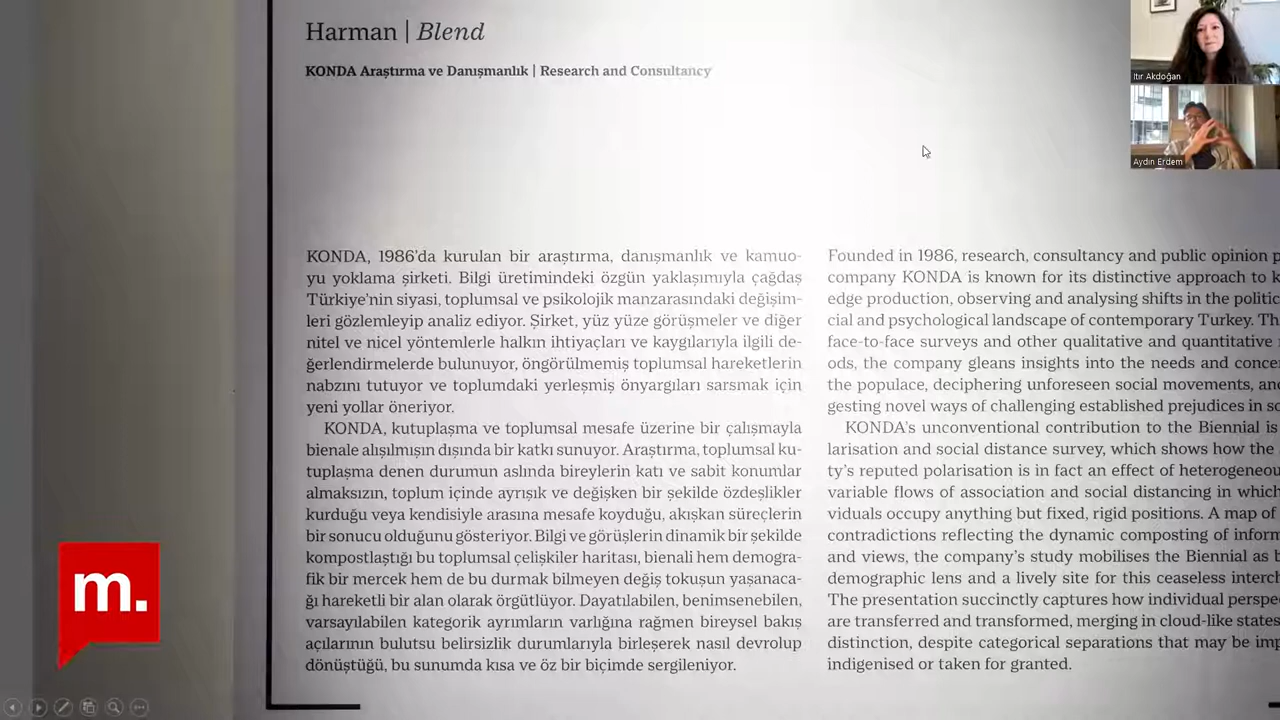 Harman | Blend
KONDA Araştırma ve Danışmanlık | Research and Consultancy
KONDA, 1986'da kurulan bir araştırma, danışmanlık ve kamuo-
yu yoklama şirketi. Bilgi üretimindeki özgün yaklaşımıyla çağdaş
Türkiye'nin siyasi, toplumsal ve psikolojik manzarasındaki değişim-
leri gözlemleyip analiz ediyor. Şirket, yüz yüze görüşmeler ve diğer
nitel ve nicel yöntemlerle halkın ihtiyaçları ve kaygılarıyla ilgili de-
ğerlendirmelerde bulunuyor, öngörülmemiş toplumsal hareketlerin
nabzını tutuyor ve toplumdaki yerleşmiş önyargıları sarsmak için
yeni yollar öneriyor.
KONDA, kutuplaşma ve toplumsal mesafe üzerine bir çalışmayla
bienale alışılmışın dışında bir katkı sunuyor. Araştırma, toplumsal ku-
tuplaşma denen durumun aslında bireylerin katı ve sabit konumlar
almaksızın, toplum içinde ayrışık ve değişken bir şekilde özdeşlikler
kurduğu veya kendisiyle arasına mesafe koyduğu, akışkan süreçlerin
bir sonucu olduğunu gösteriyor. Bilgi ve görüşlerin dinamik bir şekilde
kompostlaştığı bu toplumsal çelişkiler haritası, bienali hem demogra-
fik bir mercek hem de bu durmak bilmeyen değiş tokuşun yaşanaca-
ğı hareketli bir alan olarak örgütlüyor. Dayatılabilen, benimsenebilen,
varsayılabilen kategorik ayrımların varlığına rağmen bireysel bakış
açılarının bulutsu belirsizlik durumlarıyla birleşerek nasıl devrolup
dönüştüğü, bu sunumda kısa ve öz bir biçimde sergileniyor.
Founded in 1986, research, consultancy and public opinion p
company KONDA is known for its distinctive approach to k
edge production, observing and analysing shifts in the politic
cial and psychological landscape of contemporary Turkey. Th
face-to-face surveys and other qualitative and quantitative
ods, the company gleans insights into the needs and conce
the populace, deciphering unforeseen social movements, and
gesting novel ways of challenging established prejudices in so
KONDA's unconventional contribution to the Biennial is
larisation and social distance survey, which shows how the
ty's reputed polarisation is in fact an effect of heterogeneou
variable flows of association and social distancing in which
viduals occupy anything but fixed, rigid positions. A map of
contradictions reflecting the dynamic composting of inform
and views, the company's study mobilises the Biennial as b
demographic lens and a lively site for this ceaseless interch
The presentation succinctly captures how individual perspe
are transferred and transformed, merging in cloud-like states
distinction, despite categorical separations that may be imp
indigenised or taken for granted.
Itır Akdoğan
Aydın Erdem
m.